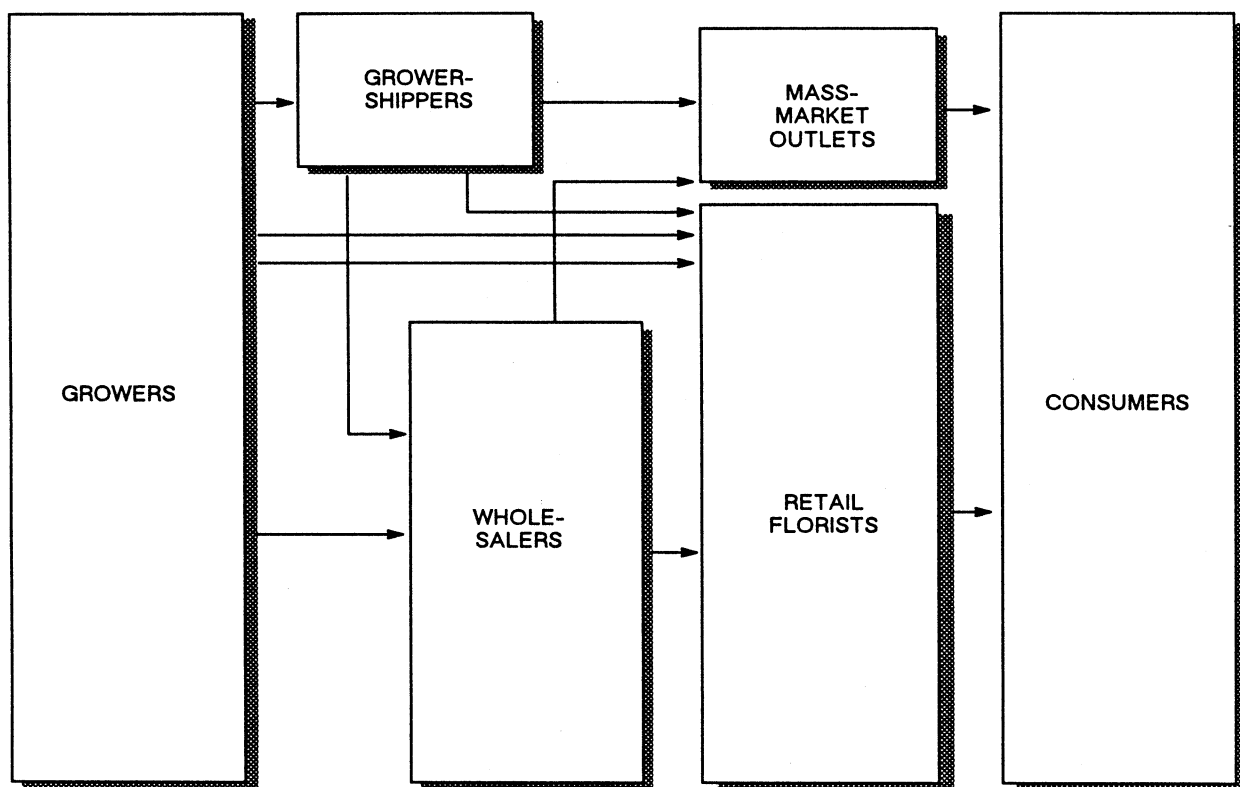 GROWER-
SHIPPERS
MASS-
MARKET
OUTLETS
GROWERS
CONSUMERS
WHOLE-
SALERS
RETAIL
FLORISTS